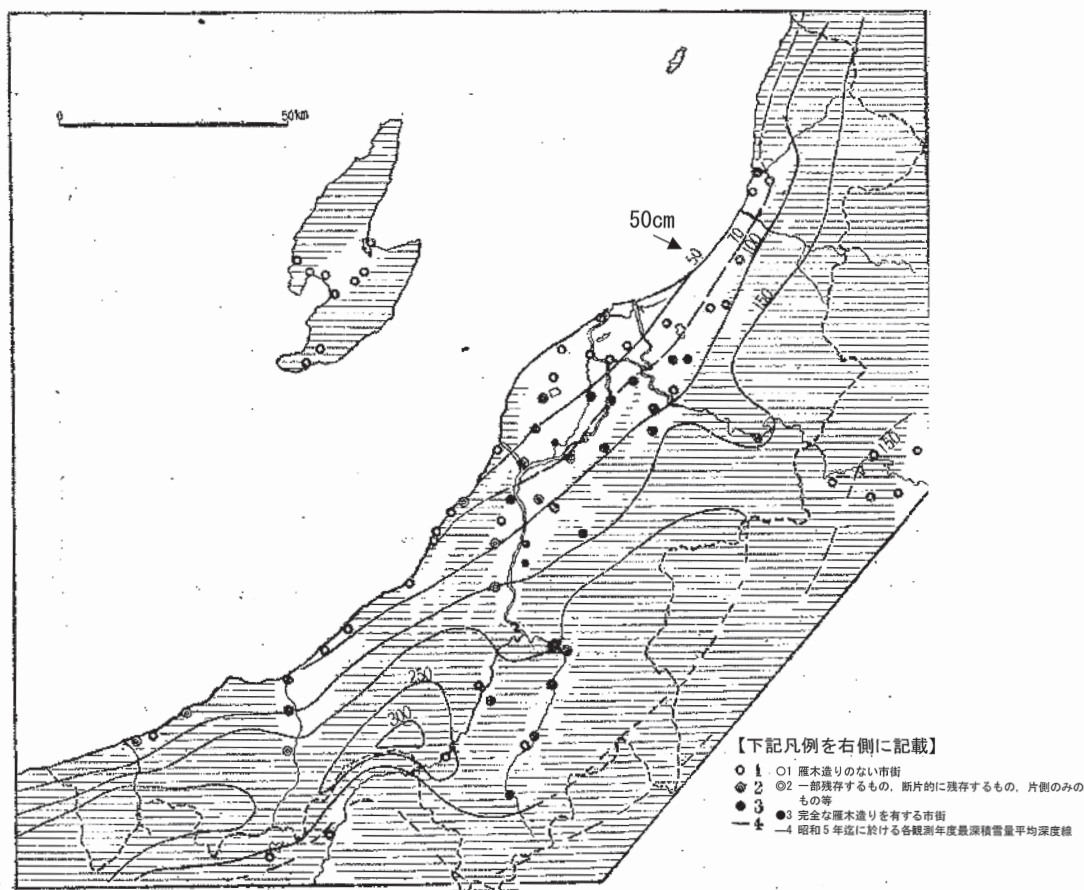 0
50km
50cm
50
70
100
150
150
250
300
【下記凡例を右側に記載】
1 ○1 雁木造りのない市街
2 ◎2 一部残存するもの，断片的に残存するもの，片側のみの
もの等
3 ●3 完全な雁木造りを有する市街
4 —4 昭和5年迄に於ける各観測年度最深積雪量平均深度線